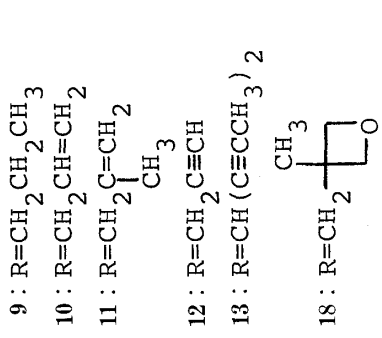 9 : R=CH2CH2CH3
10 : R=CH2CH=CH2
11 : R=CH2C=CH2
CH3
12 : R=CH2C≡CH
13 : R=CH(C≡CCH3)2
CH3
18 : R=CH2
O